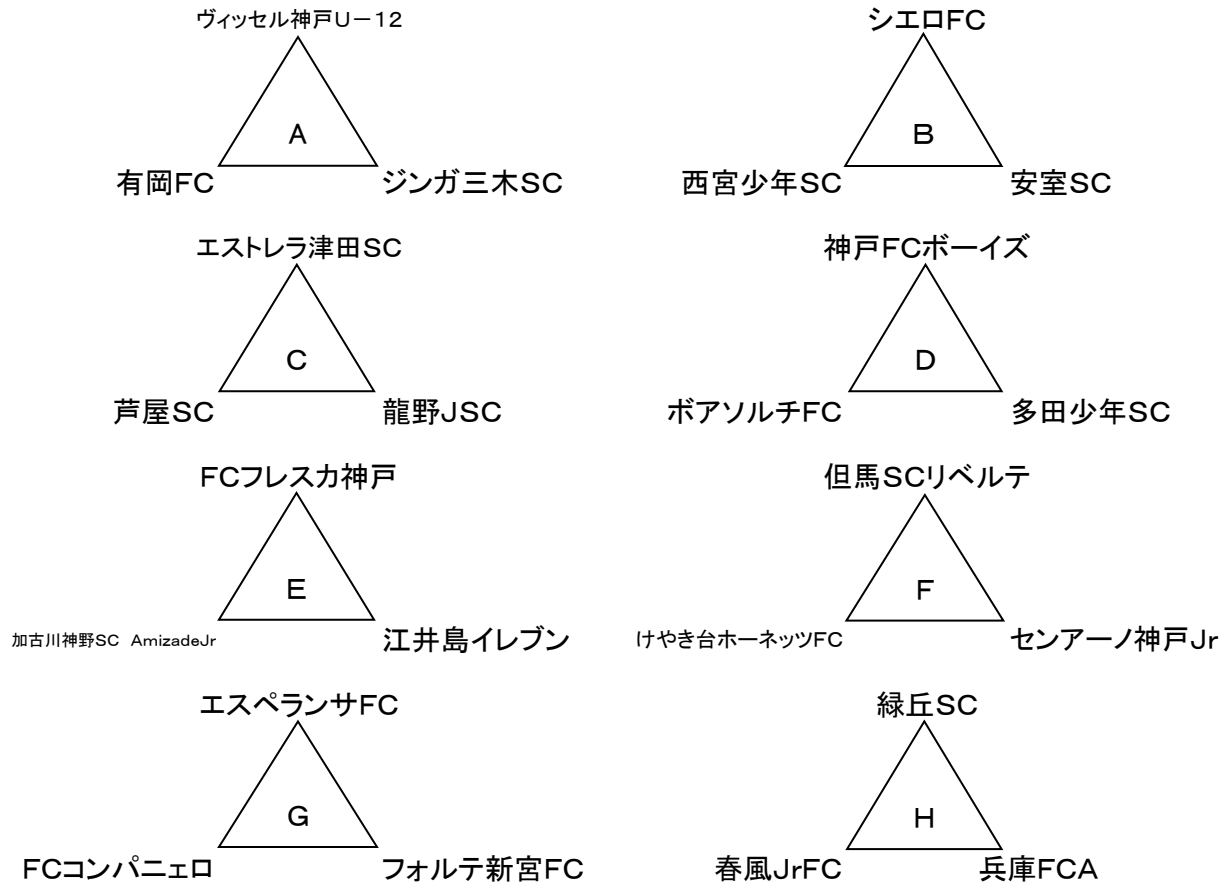 ヴィッセル神戸U－12
A
有岡FC
ジンガ三木SC
シエロFC
B
西宮少年SC
安室SC
エストレラ津田SC
C
芦屋SC
龍野JSC
神戸FCボーイズ
D
ボアソルチFC
多田少年SC
FCフレスカ神戸
E
加古川神野SC　AmizadeJr
江井島イレブン
但馬SCリベルテ
F
けやき台ホーネッツFC
センアーノ神戸Jr
エスペランサFC
G
FCコンパニェロ
フォルテ新宮FC
緑丘SC
H
春風JrFC
兵庫FCA